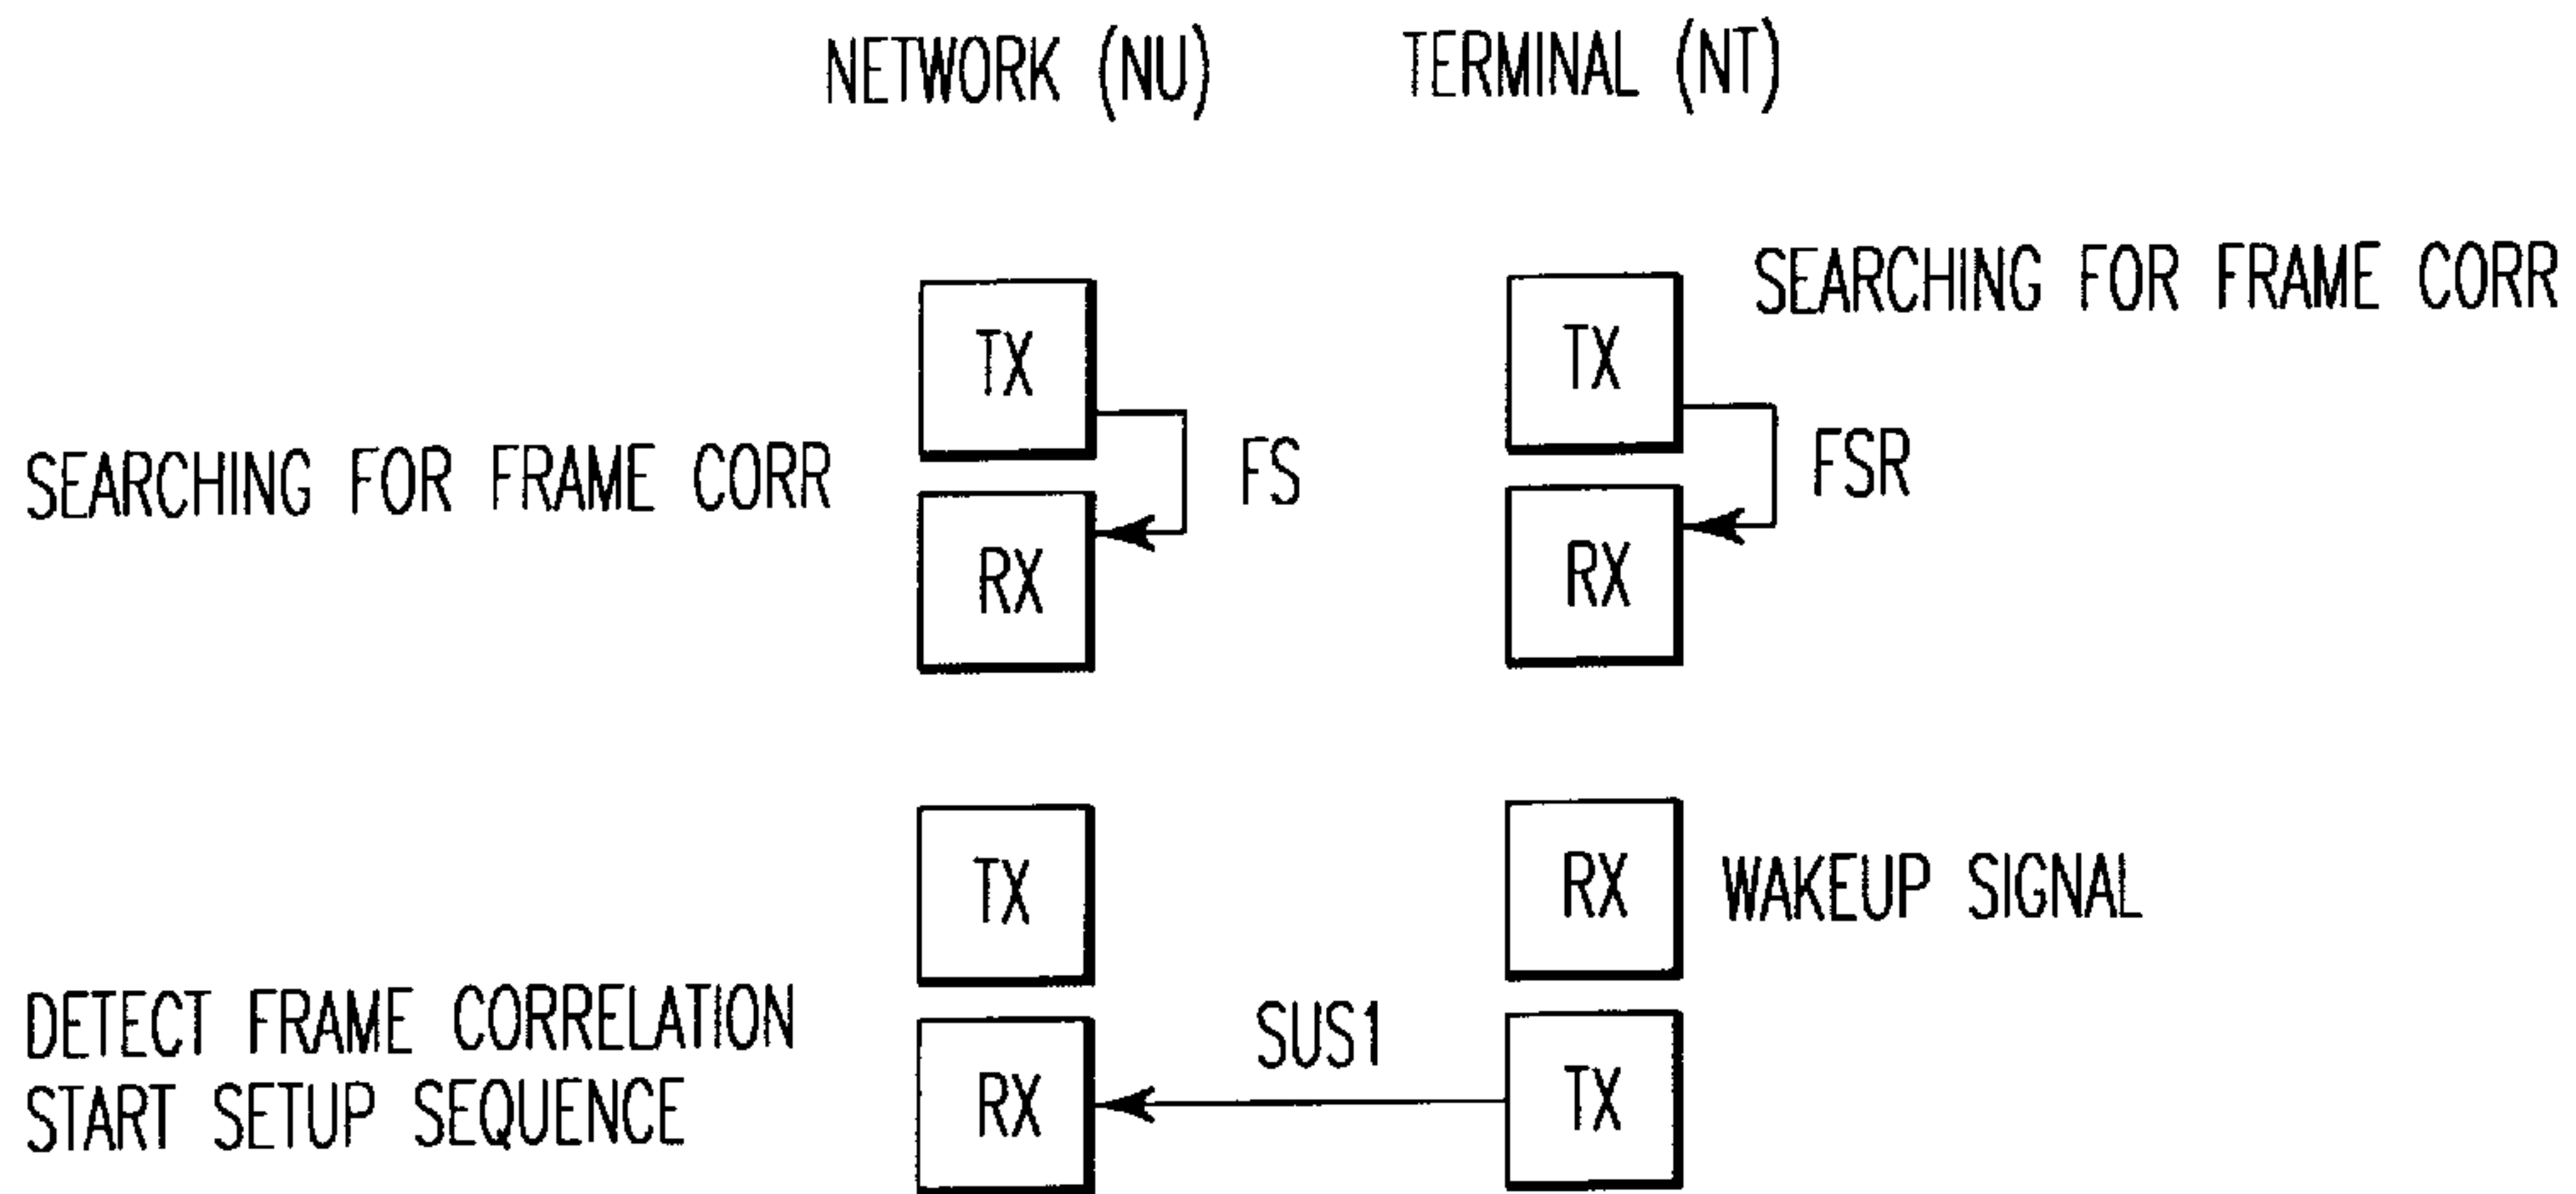 NETWORK (NU)
TERMINAL (NT)
SEARCHING FOR FRAME CORR
TX
TX
SEARCHING FOR FRAME CORR
FS
FSR
RX
RX
TX
RX
WAKEUP SIGNAL
DETECT FRAME CORRELATION
START SETUP SEQUENCE
SUS1
RX
TX